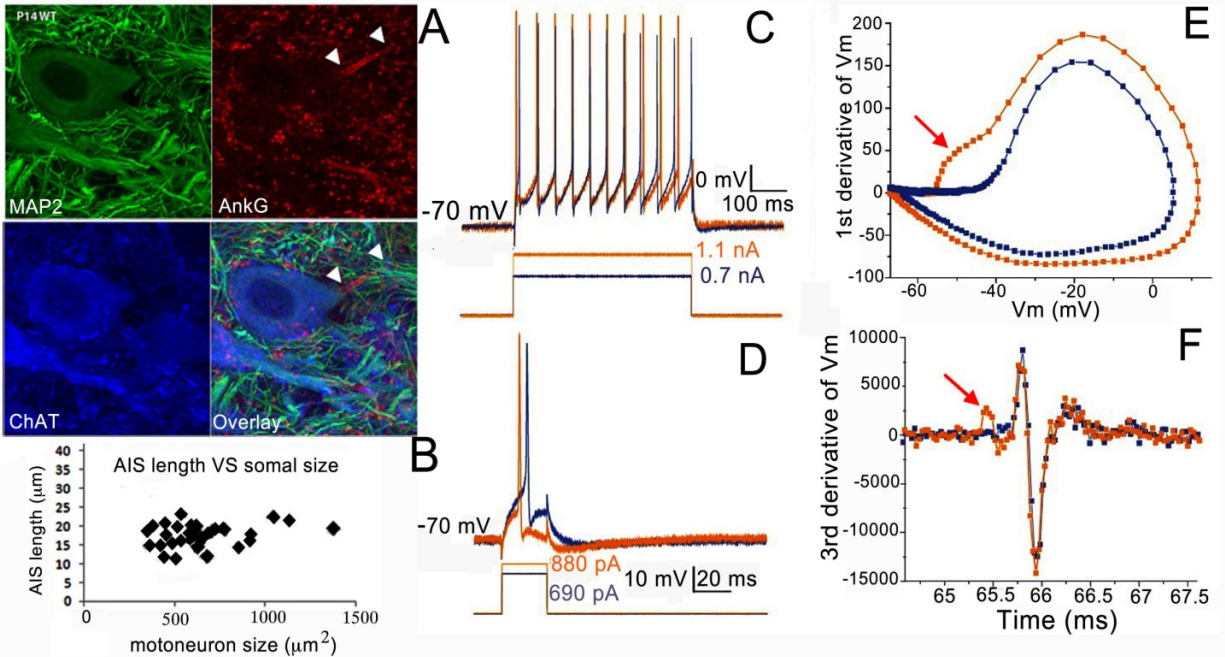 P14 WT
MAP2
AnkG
ChAT
Overlay
A
AIS length VS somal size
B
AIS length (μm)
40
35
30
25
20
15
10
5
0
0 500 1000 1500
motoneuron size (μm²)
C
0 mV
100 ms
-70 mV
1.1 nA
0.7 nA
D
-70 mV
880 pA
690 pA
10 mV 20 ms
E
1st derivative of Vm
200
150
100
50
0
-50
-100
-60 -40 -20 0
Vm (mV)
F
3rd derivative of Vm
10000
5000
0
-5000
-10000
-15000
65 65.5 66 66.5 67 67.5
Time (ms)